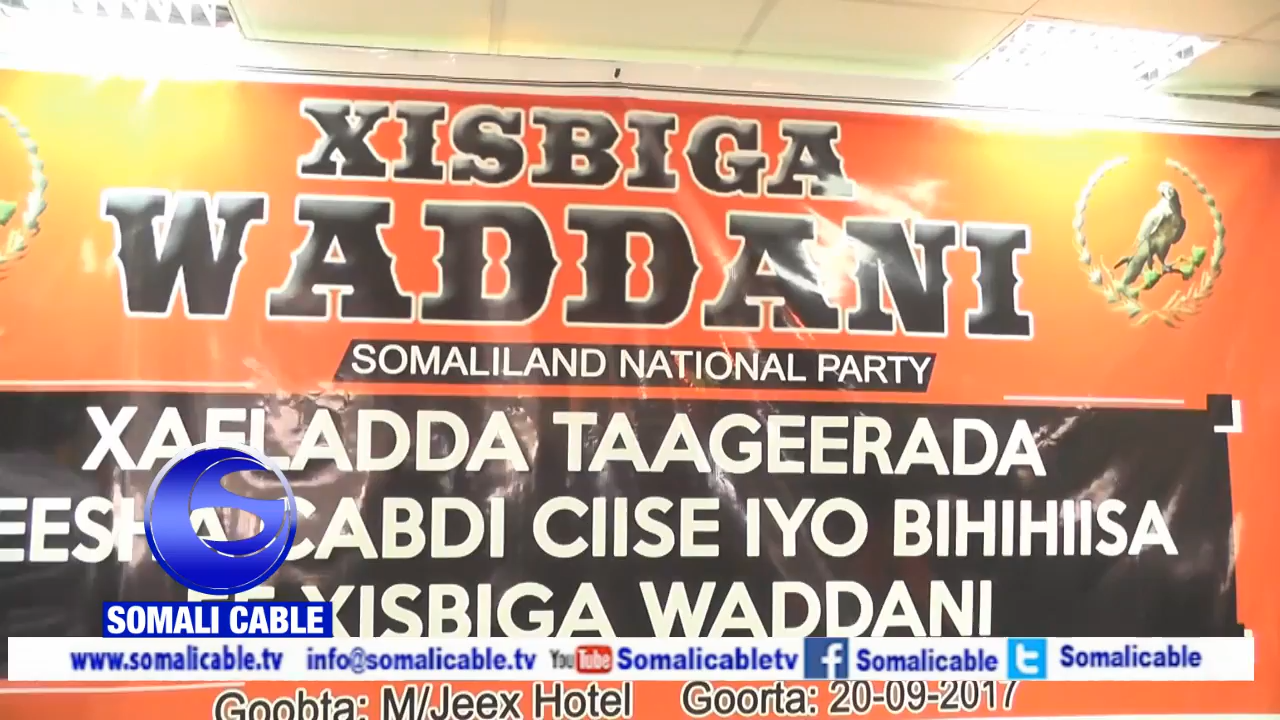 XISBIGA
WADDANI
SOMALILAND NATIONAL PARTY
XAFLADDA TAAGEERADA
CABDI CIISE IYO BIHIHIISA
XISBIGA WADDANI
SOMALI CABLE
www.somalicable.tv info@somalicable.tv YouTube Somalicabletv Somalicable Somalicable
Goobta: M/Jeex Hotel Goorta: 20-09-2017